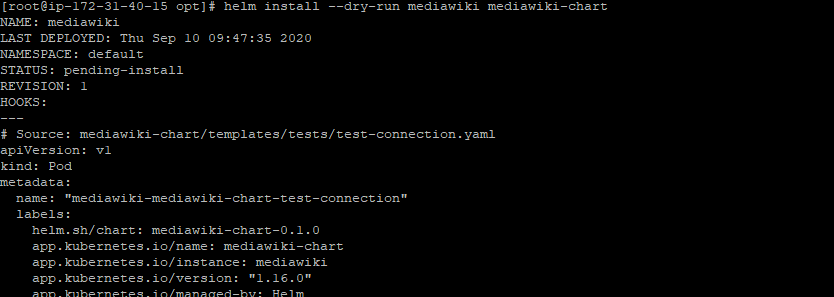 [root@ip-172-31-40-15 opt]# helm install --dry-run mediawiki mediawiki-chart
NAME: mediawiki
LAST DEPLOYED: Thu Sep 10 09:47:35 2020
NAMESPACE: default
STATUS: pending-install
REVISION: 1
HOOKS:
---
# Source: mediawiki-chart/templates/tests/test-connection.yaml
apiVersion: v1
kind: Pod
metadata:
  name: "mediawiki-mediawiki-chart-test-connection"
  labels:
    helm.sh/chart: mediawiki-chart-0.1.0
    app.kubernetes.io/name: mediawiki-chart
    app.kubernetes.io/instance: mediawiki
    app.kubernetes.io/version: "1.16.0"
    app.kubernetes.io/managed-by: Helm